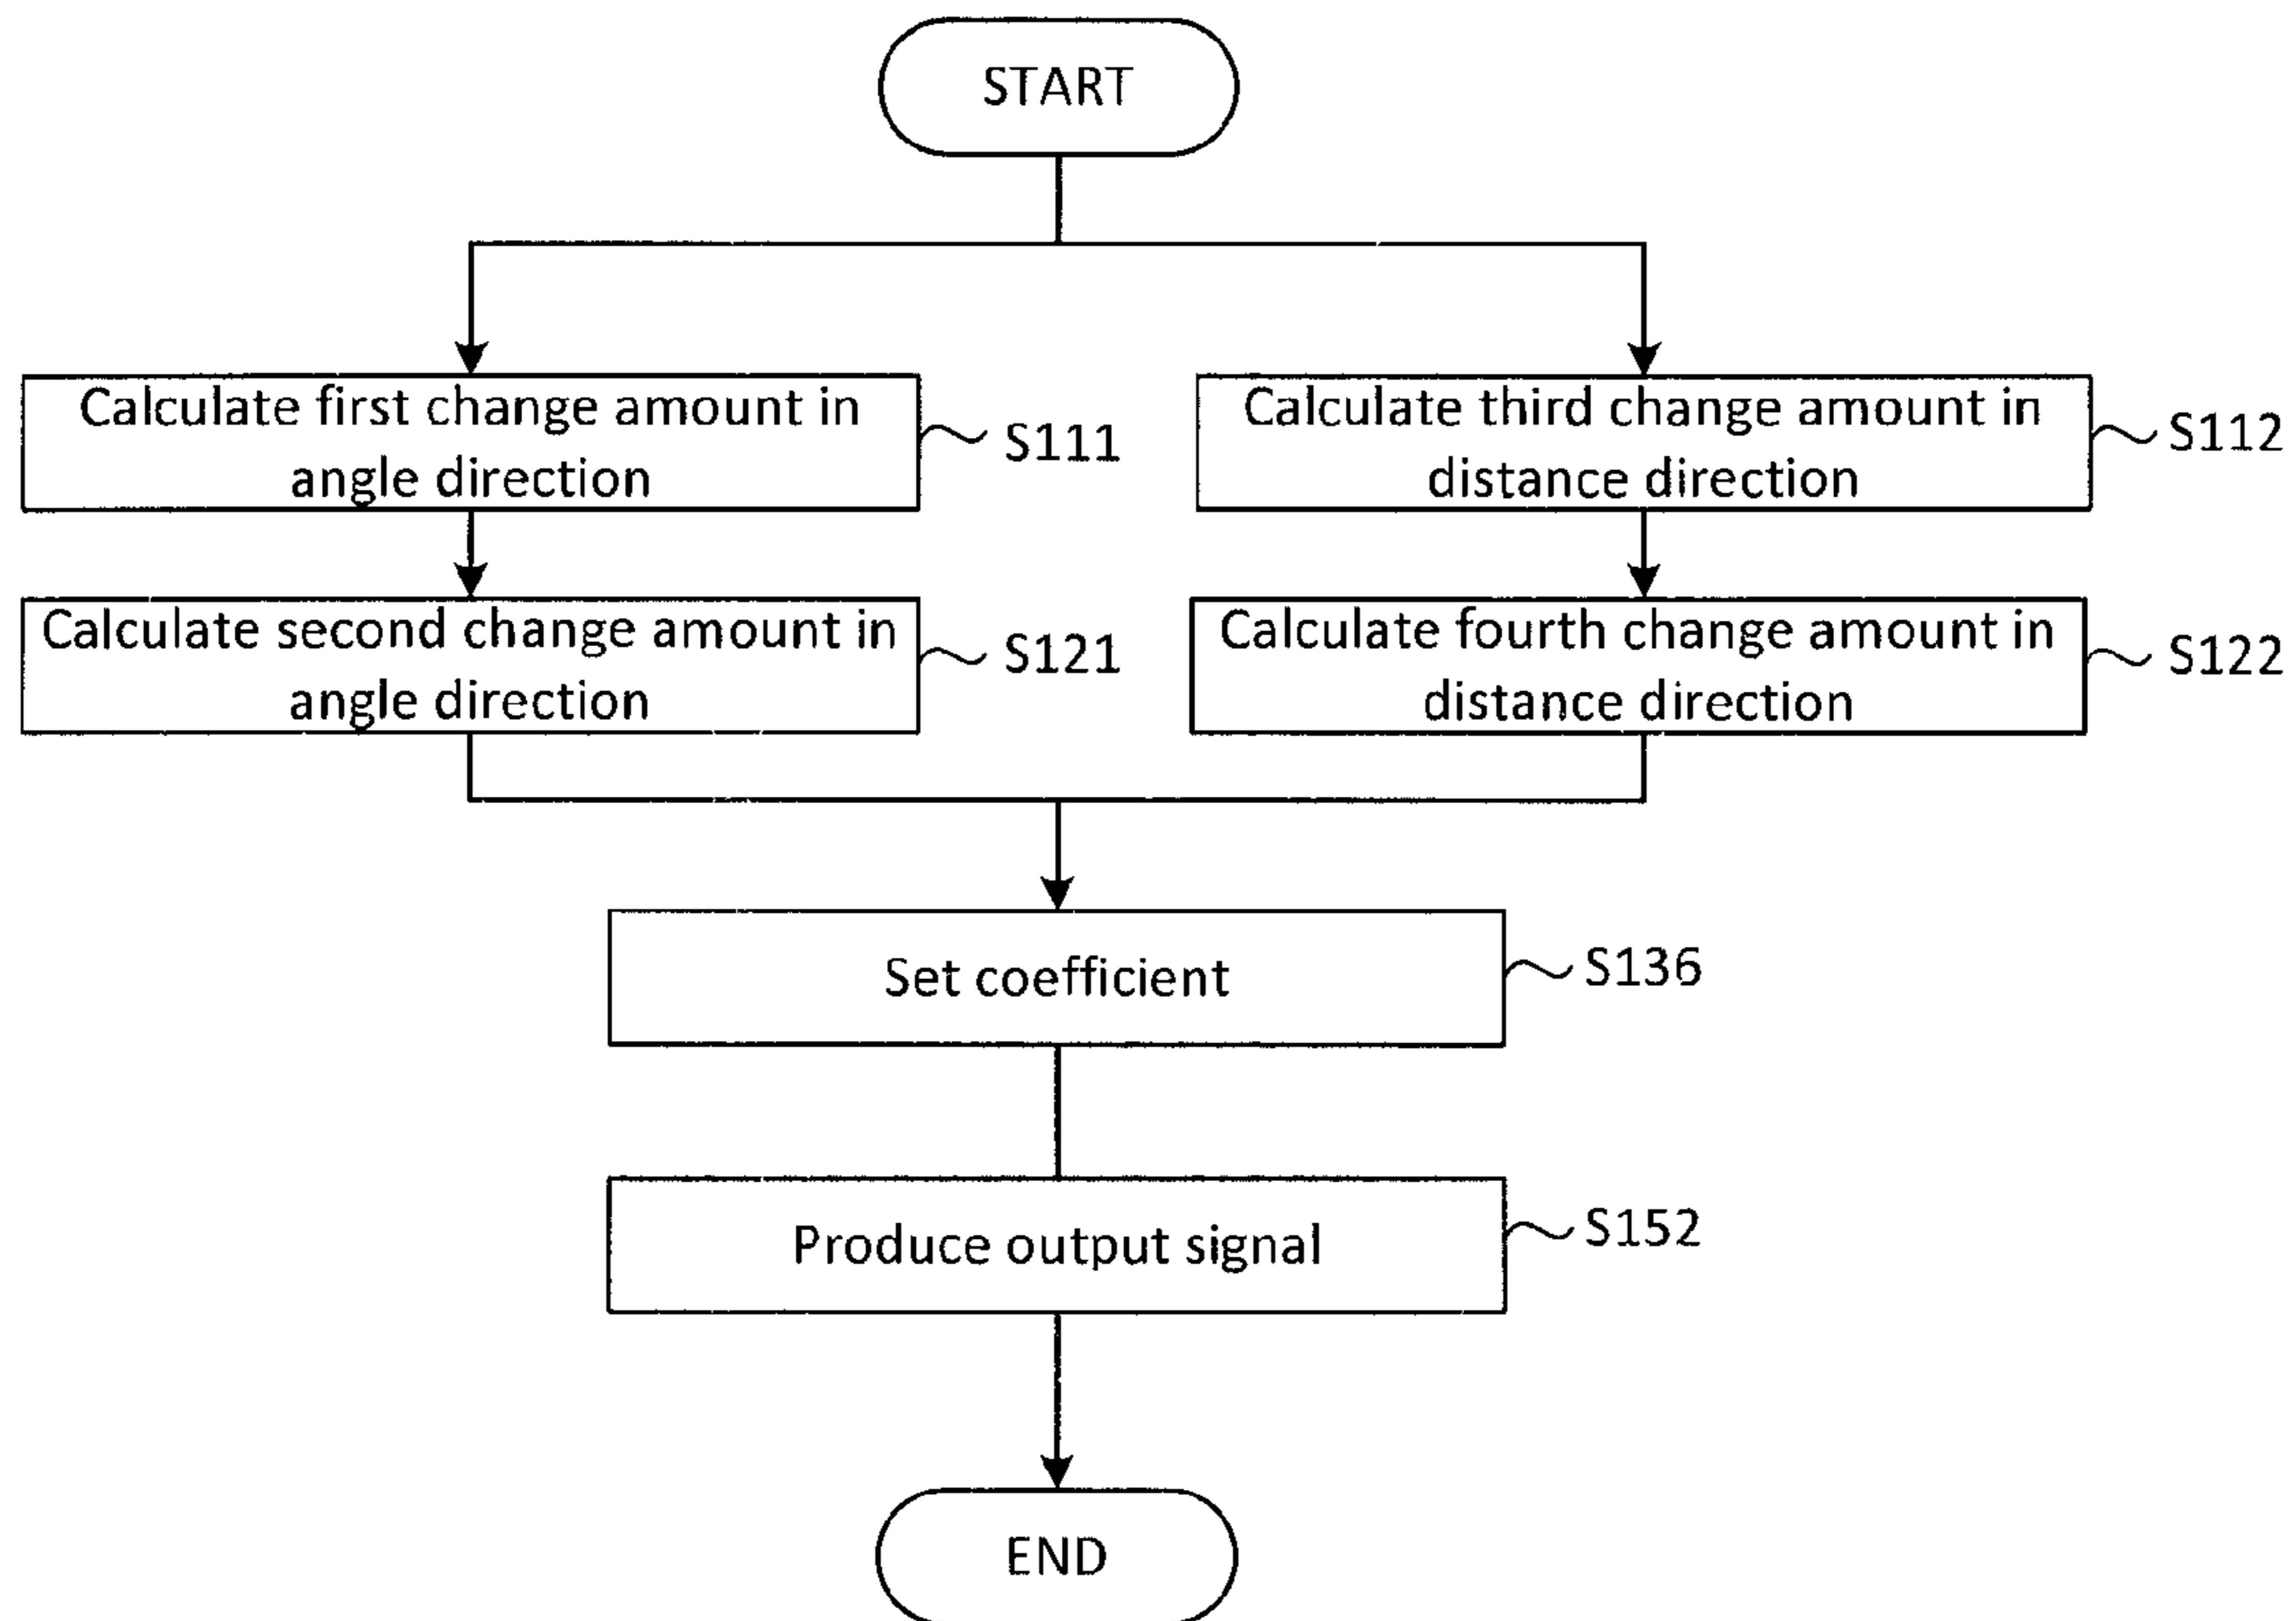 START
Calculate first change amount in
angle direction
S111
Calculate third change amount in
distance direction
S112
Calculate second change amount in
angle direction
S121
Calculate fourth change amount in
distance direction
S122
Set coefficient
S136
Produce output signal
S152
END